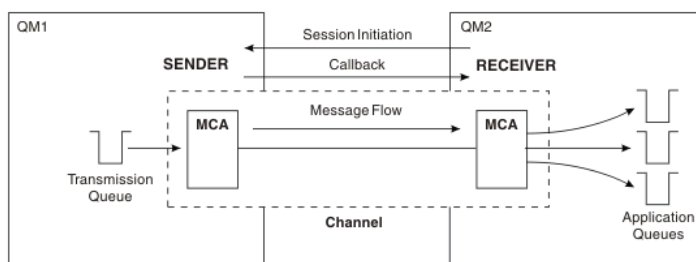 QM1
QM2
Session Initiation
SENDER
Callback
RECEIVER
MCA
Message Flow
MCA
Transmission
Queue
Channel
Application
Queues